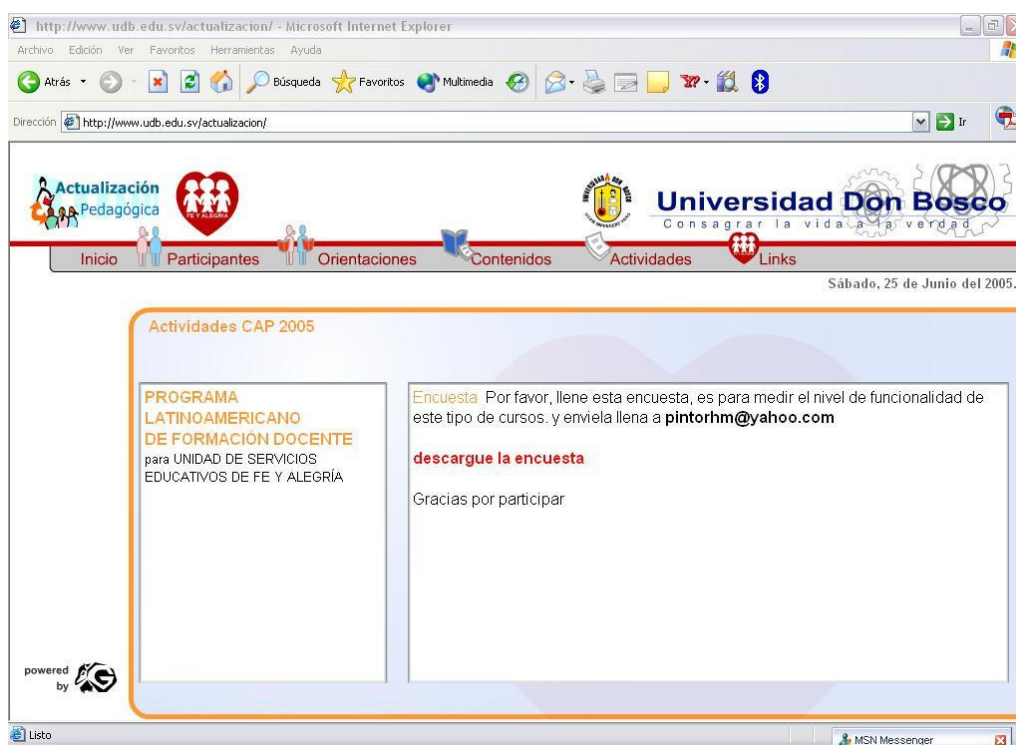 http://www.udb.edu.sv/actualizacion/ - Microsoft Internet Explorer
Archivo Edición Ver Favoritos Herramientas Ayuda
Atrás Búsqueda Favoritos Multimedia
Dirección http://www.udb.edu.sv/actualizacion/ Ir
Actualización
Pedagógica
FE Y ALEGRIA
Universidad Don Bosco
Consagrar la vida a la verdad
Inicio Participantes Orientaciones Contenidos Actividades Links
Sábado, 25 de Junio del 2005.
Actividades CAP 2005
PROGRAMA
LATINOAMERICANO
DE FORMACIÓN DOCENTE
para UNIDAD DE SERVICIOS
EDUCATIVOS DE FE Y ALEGRÍA
Encuesta Por favor, llene esta encuesta, es para medir el nivel de funcionalidad de
este tipo de cursos. y enviela llena a pintorhm@yahoo.com
descargue la encuesta
Gracias por participar
powered
by
Listo
MSN Messenger